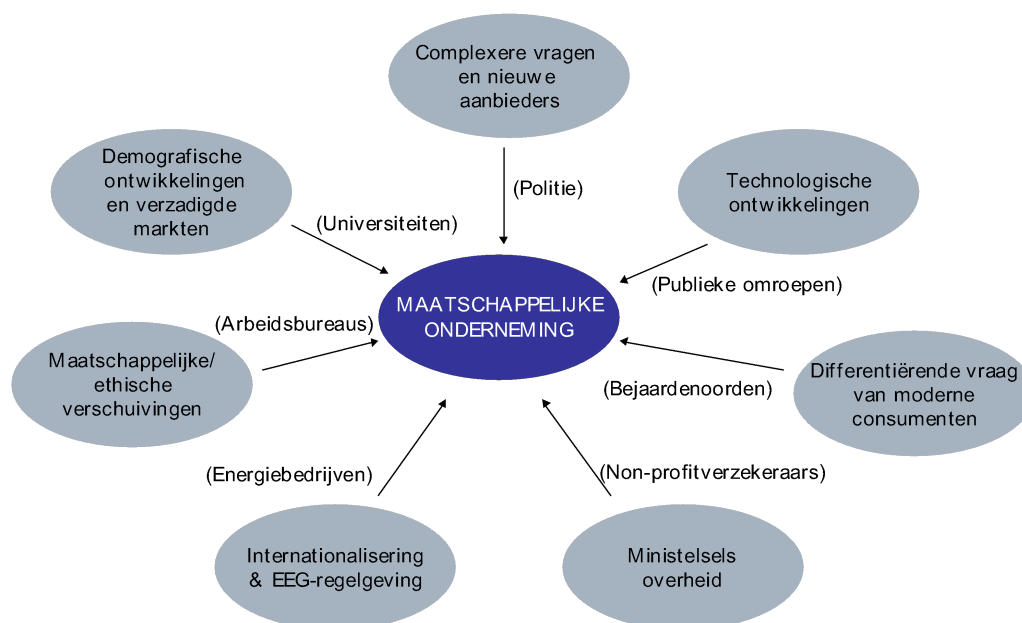 Complexere vragen
en nieuwe
aanbieders
Demografische
ontwikkelingen
en verzadigde
markten
(Politie)
Technologische
ontwikkelingen
(Universiteiten)
(Publieke omroepen)
MAATSCHAPPELIJKE
ONDERNEMING
(Arbeidsbureaus)
Maatschappelijke/
ethische
verschuivingen
(Bejaardenoorden)
Differentiërende vraag
van moderne
consumenten
(Energiebedrijven)
(Non-profitverzekeraars)
Internationalisering
& EEG-regelgeving
Ministelsels
overheid